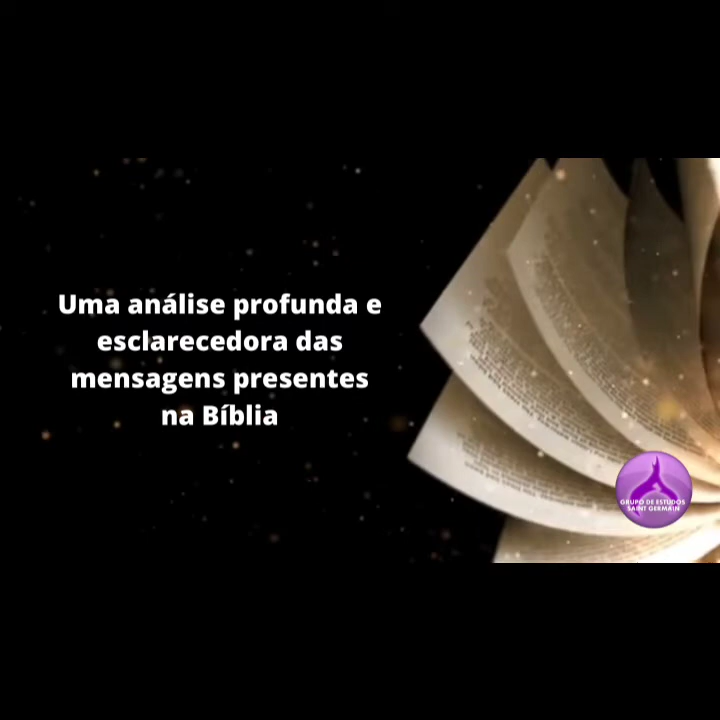 Uma análise profunda e
esclarecedora das
mensagens presentes
na Bíblia
GRUPO DE ESTUDOS
SAINT GERMAIN